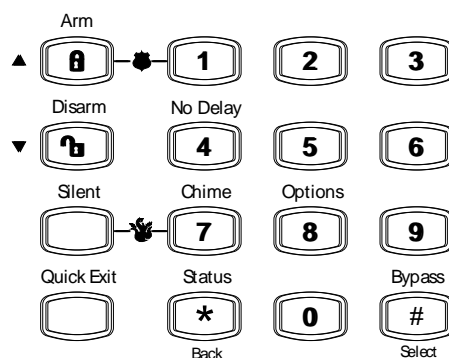 Arm
1 2 3
Disarm No Delay
4 5 6
Silent Chime Options
7 8 9
Quick Exit Status Bypass
* 0 #
Back Select